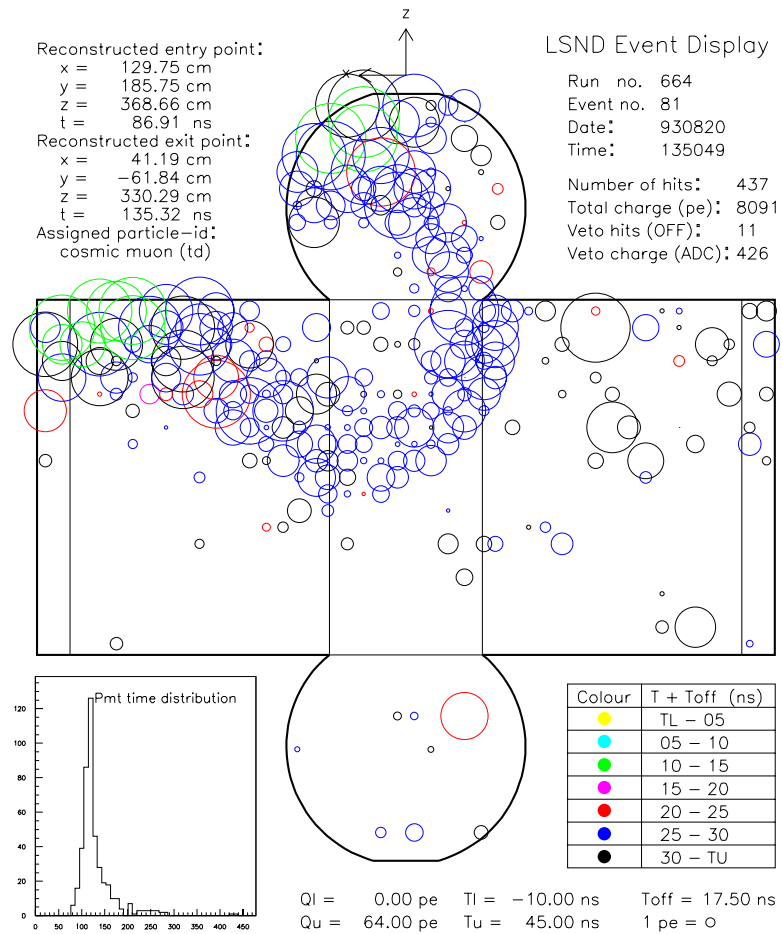 z
LSND Event Display
Reconstructed entry point:
x = 129.75 cm
y = 185.75 cm
z = 368.66 cm
t = 86.91 ns
Reconstructed exit point:
x = 41.19 cm
y = −61.84 cm
z = 330.29 cm
t = 135.32 ns
Assigned particle−id:
cosmic muon (td)
Run no. 664
Event no. 81
Date: 930820
Time: 135049
Number of hits: 437
Total charge (pe): 8091
Veto hits (OFF): 11
Veto charge (ADC): 426
Pmt time distribution
120
100
80
60
40
20
0
0 50 100 150 200 250 300 350 400 450
Colour T + Toff (ns)
TL − 05
05 − 10
10 − 15
15 − 20
20 − 25
25 − 30
30 − TU
Ql = 0.00 pe Tl = −10.00 ns Toff = 17.50 ns
Qu = 64.00 pe Tu = 45.00 ns 1 pe =